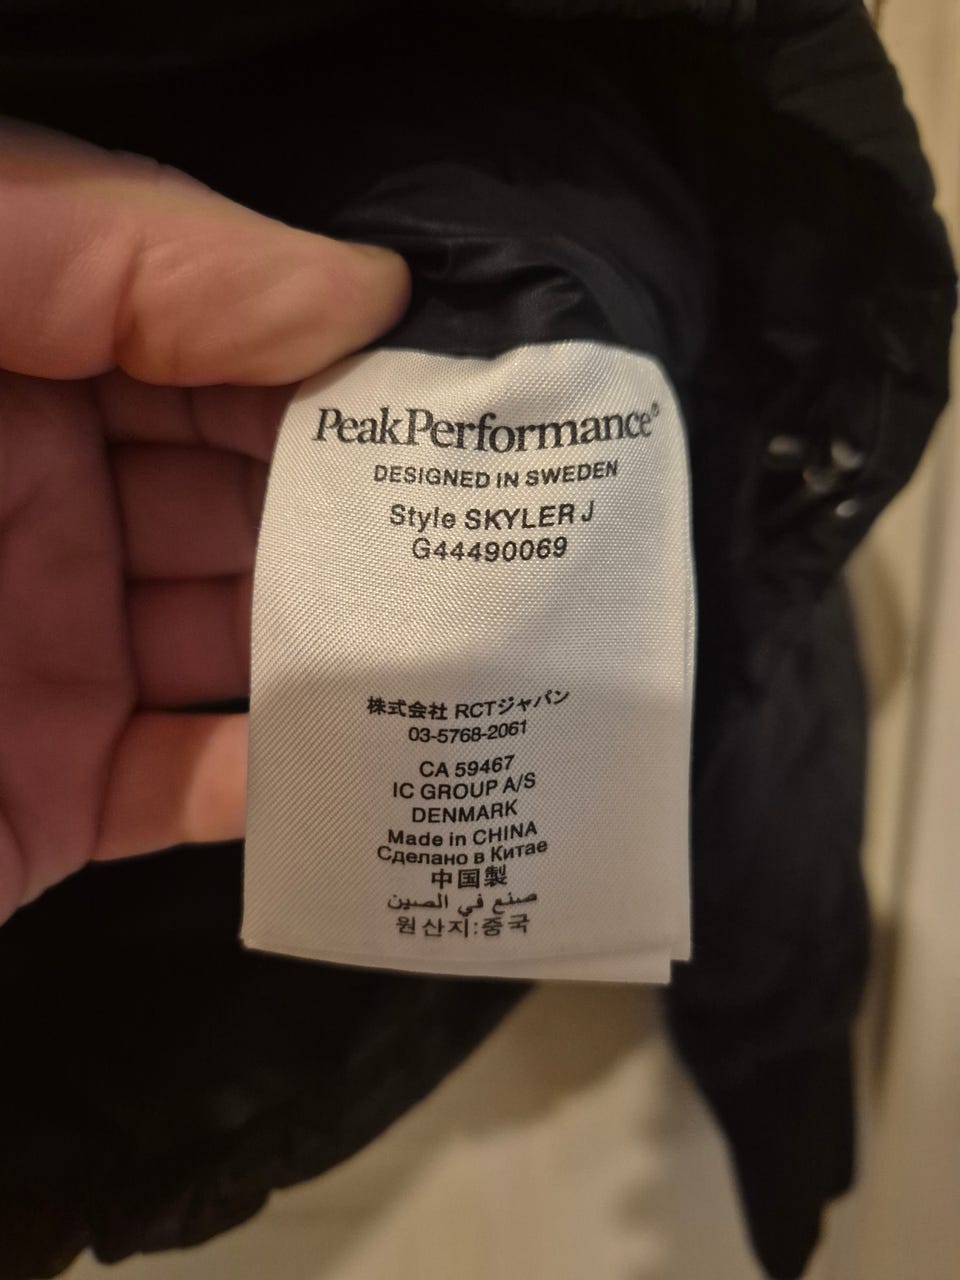 PeakPerformance®
DESIGNED IN SWEDEN
Style SKYLER J
G44490069
株式会社 RCTジャパン
03-5768-2061
CA 59467
IC GROUP A/S
DENMARK
Made in CHINA
Сделано в Китае
中国製
صنع في الصين
원산지:중국